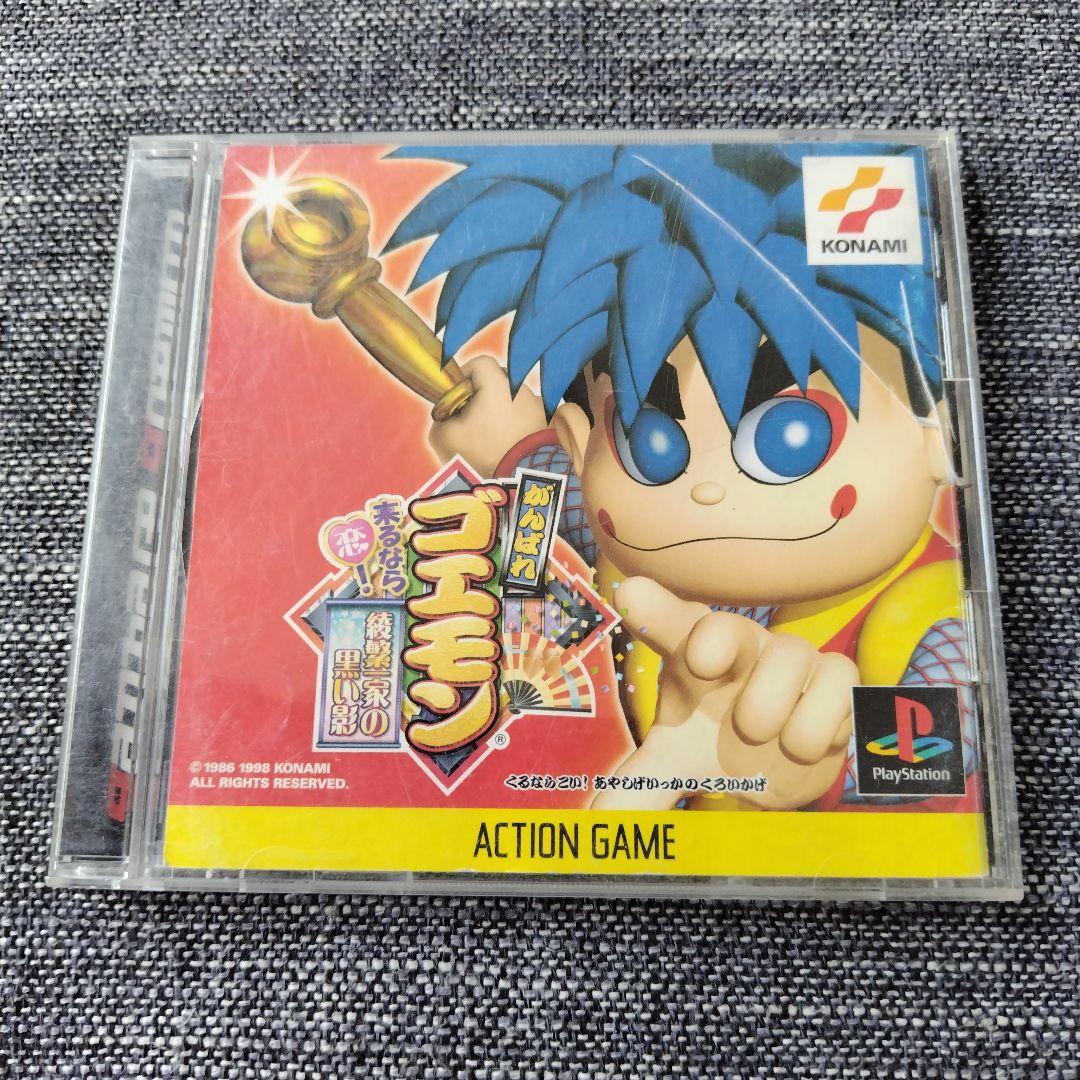 KONAMI
がんばれ
ゴエモン
®
来るなら
恋！
綾繁一家の
黒い影
© 1986 1998 KONAMI
ALL RIGHTS RESERVED.
くるならこい！あやしげいっかのくろいかげ
PlayStation
ACTION GAME